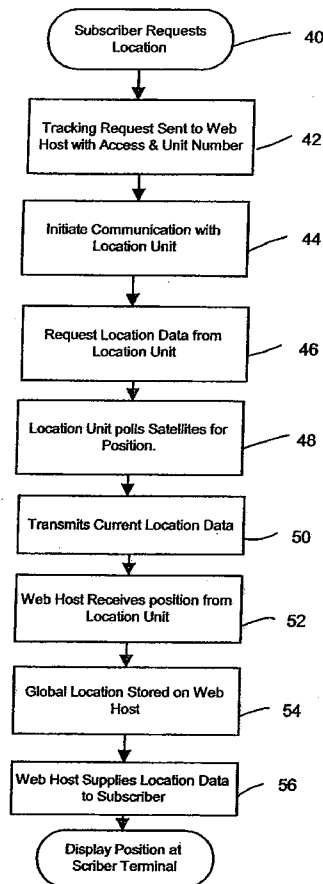 Subscriber Requests
Location
40
Tracking Request Sent to Web
Host with Access & Unit Number
42
Initiate Communication with
Location Unit
44
Request Location Data from
Location Unit
46
Location Unit polls Satellites for
Position.
48
Transmits Current Location Data
50
Web Host Receives position from
Location Unit
52
Global Location Stored on Web
Host
54
Web Host Supplies Location Data
to Subscriber
56
Display Position at
Scriber Terminal